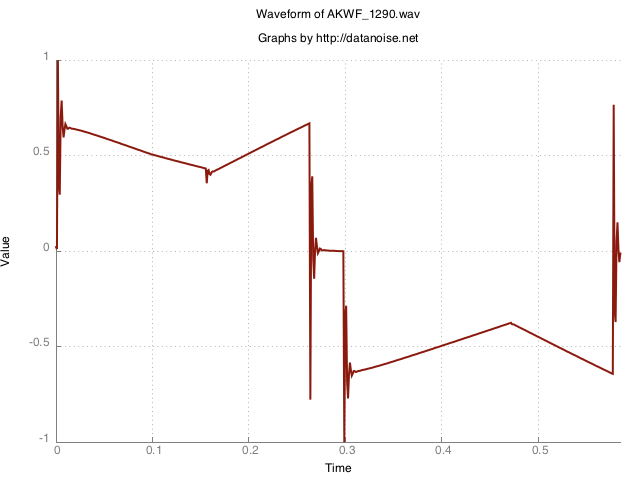 Waveform of AKWF_1290.wav
Graphs by http://datanoise.net
1
0.5
0
-0.5
-1
Value
0 0.1 0.2 0.3 0.4 0.5
Time